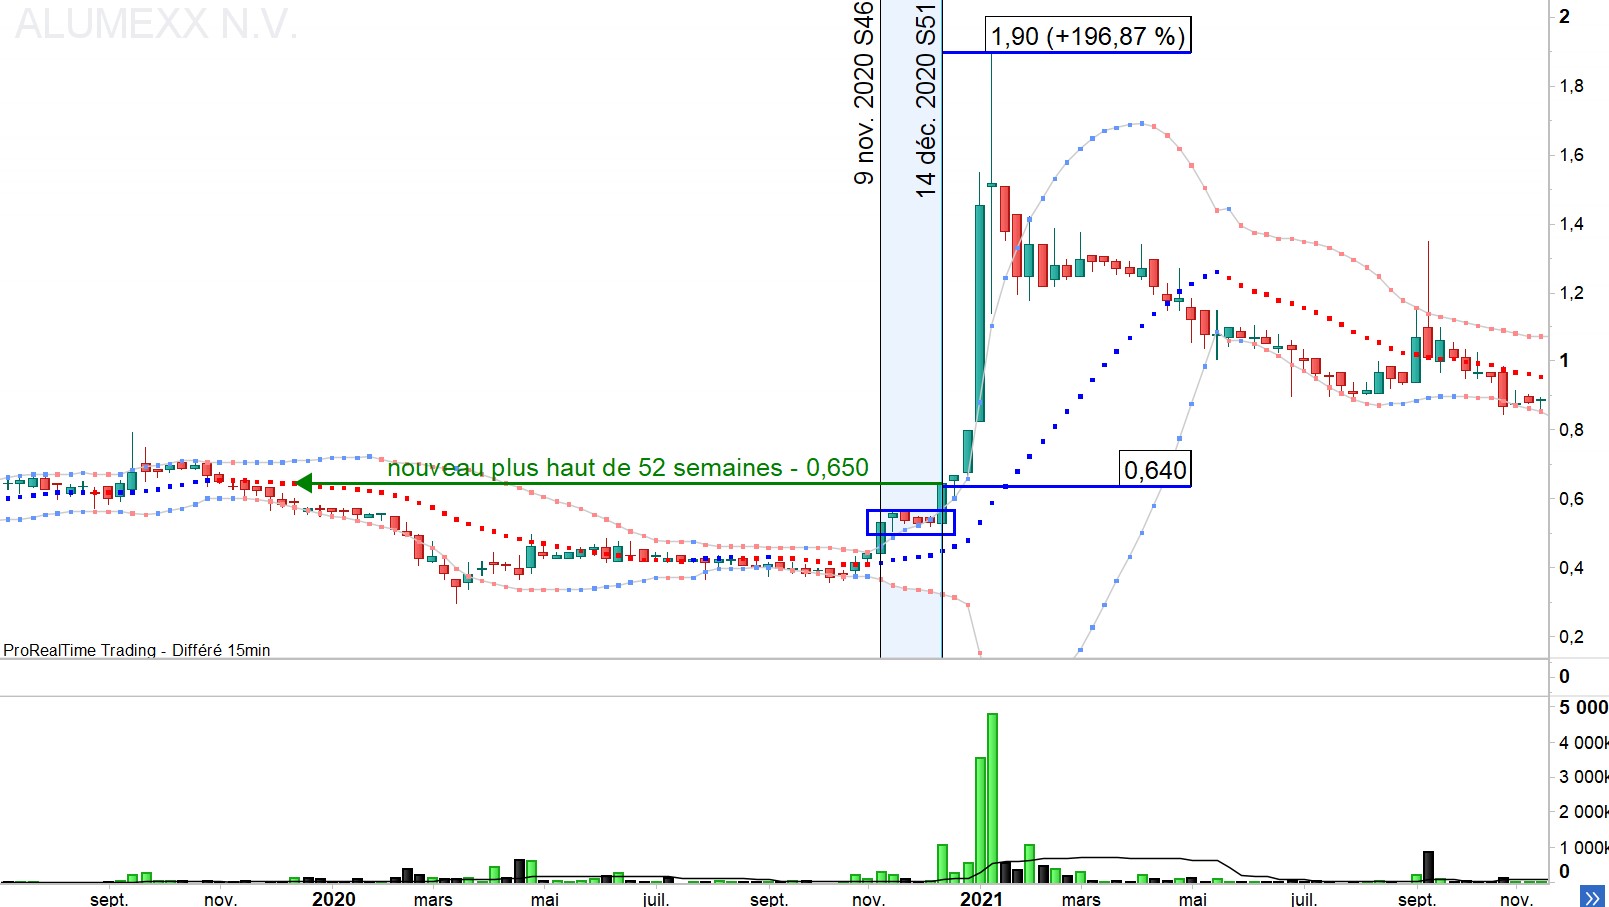 ALUMEXX N.V.
9 nov. 2020 S46
14 déc. 2020 S51
1,90 (+196,87 %)
nouveau plus haut de 52 semaines - 0,650
0,640
2
1,8
1,6
1,4
1,2
1
0,8
0,6
0,4
0,2
ProRealTime Trading - Différé 15min
0
5 000
4 000k
3 000k
2 000k
1 000k
0
sept. nov. 2020 mars mai juil. sept. nov. 2021 mars mai juil. sept. nov.